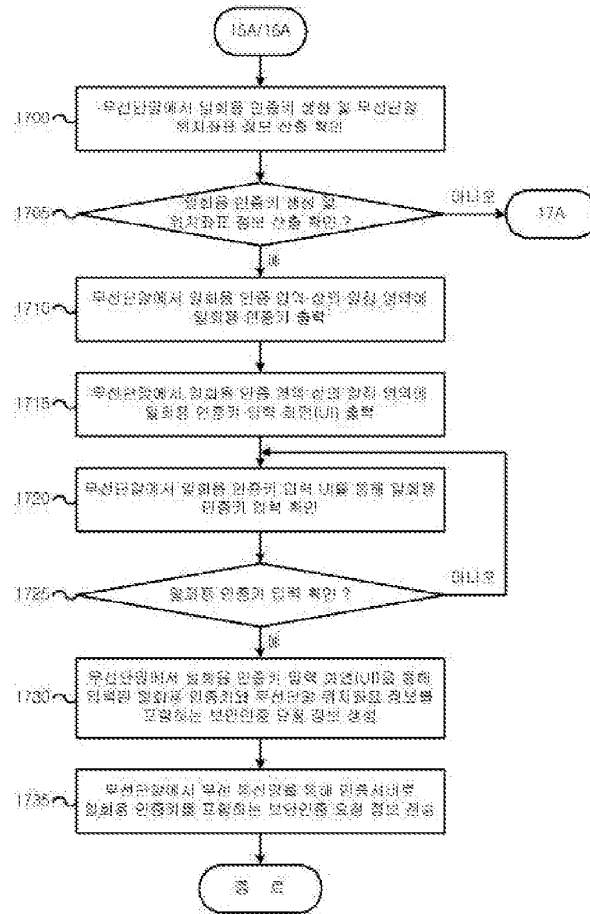 15A/16A
1700
무선단말에서 일회용 인증키 생성 및 무선단말
위치좌표 정보 산출 확인
1705
일회용 인증키 생성 및
위치좌표 정보 산출 확인 ?
아니오
17A
예
1710
무선단말에서 일회용 인증 영역 상의 일집 영역에
일회용 인증키 출력
1715
무선단말에서 일회용 인증 영역 상의 영역에
일회용 인증키 입력 화면(UI) 출력
1720
무선단말에서 일회용 인증키 입력 UI를 통해 일회용
인증키 입력 확인
1725
일회용 인증키 입력 확인 ?
아니오
예
1730
무선단말에서 일회용 인증키 입력 화면(UI)을 통해
입력된 일회용 인증키와 무선단말 위치좌표 정보를
포함하는 보안인증 정보 생성
1735
무선단말에서 무선 통신망을 통해 인증서버로
일회용 인증키를 포함하는 보안인증 요청 정보 전송
종 료